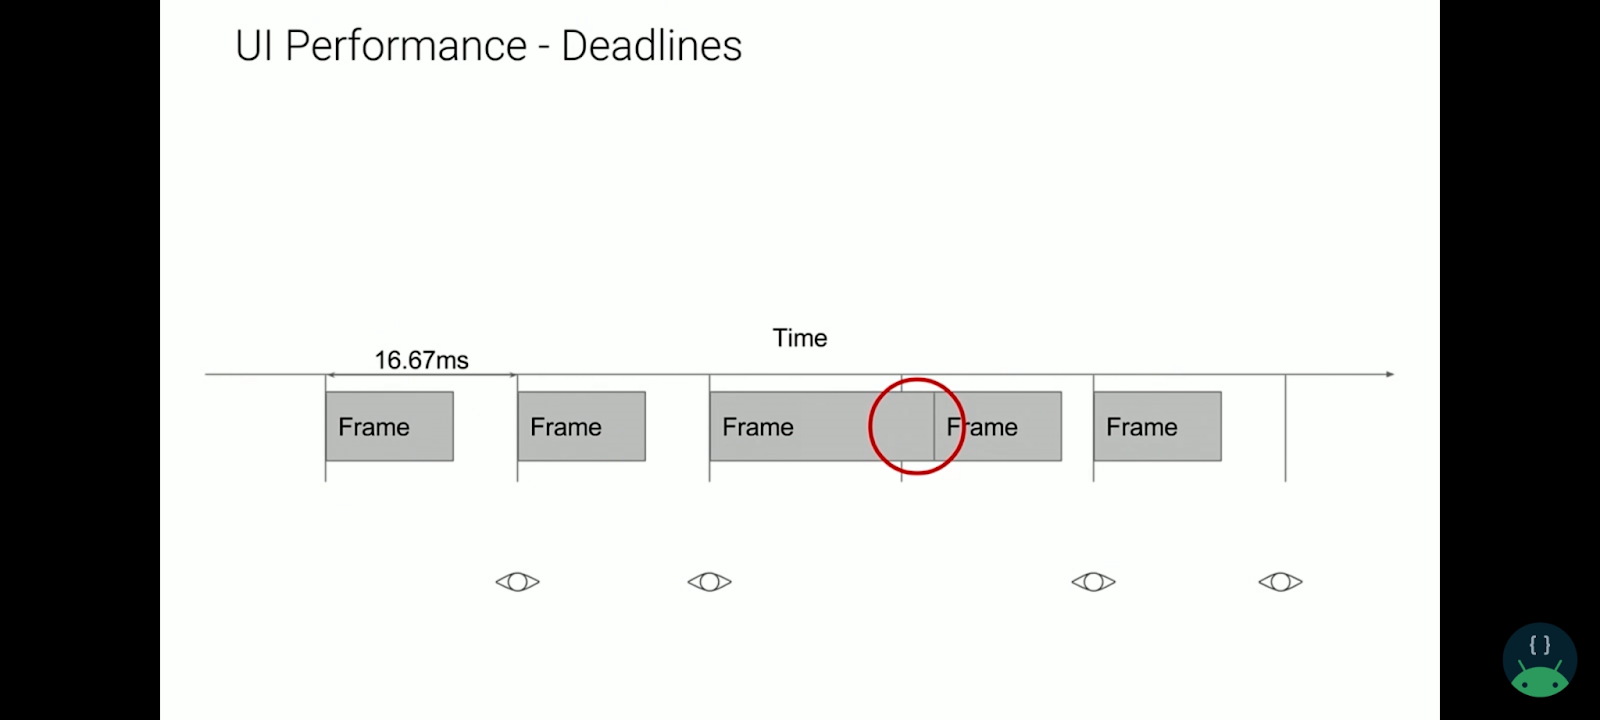 UI Performance - Deadlines
Time
16.67ms
Frame
Frame
Frame
Frame
Frame
{ }